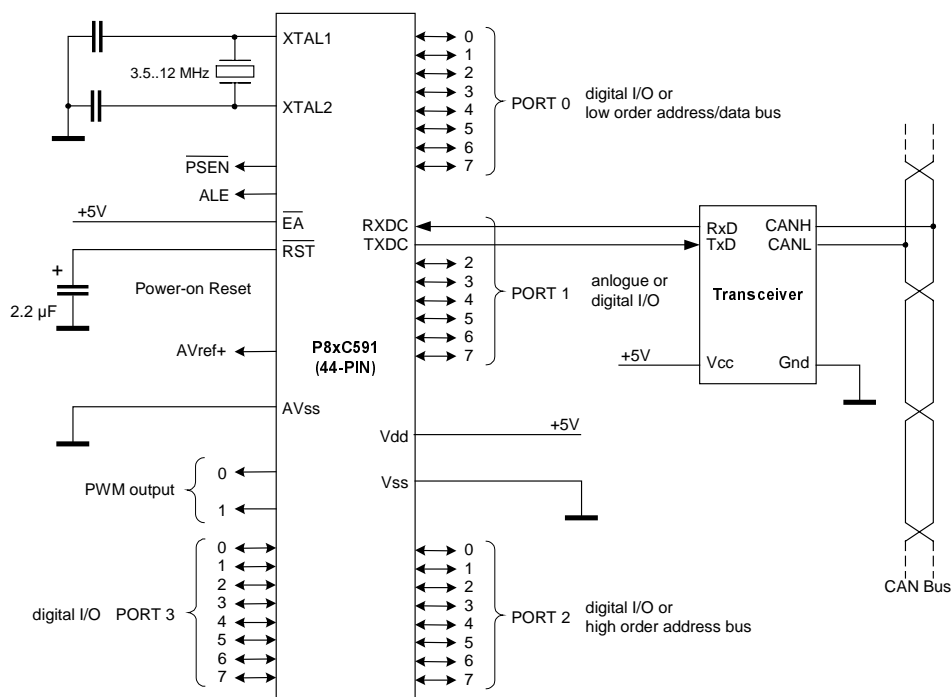 XTAL1
3.5..12 MHz
XTAL2
PSEN
ALE
+5V
EA
RST
+
2.2 µF
Power-on Reset
AVref+
P8xC591
(44-PIN)
AVss
PWM output
0
1
digital I/O PORT 3
0
1
2
3
4
5
6
7
0
1
2
3
4
5
6
7
PORT 0
digital I/O or
low order address/data bus
RXDC
TXDC
2
3
4
5
6
7
PORT 1
analogue or
digital I/O
Vdd
+5V
Vss
0
1
2
3
4
5
6
7
PORT 2
digital I/O or
high order address bus
RxD
CANH
TxD
CANL
Transceiver
+5V
Vcc
Gnd
CAN Bus